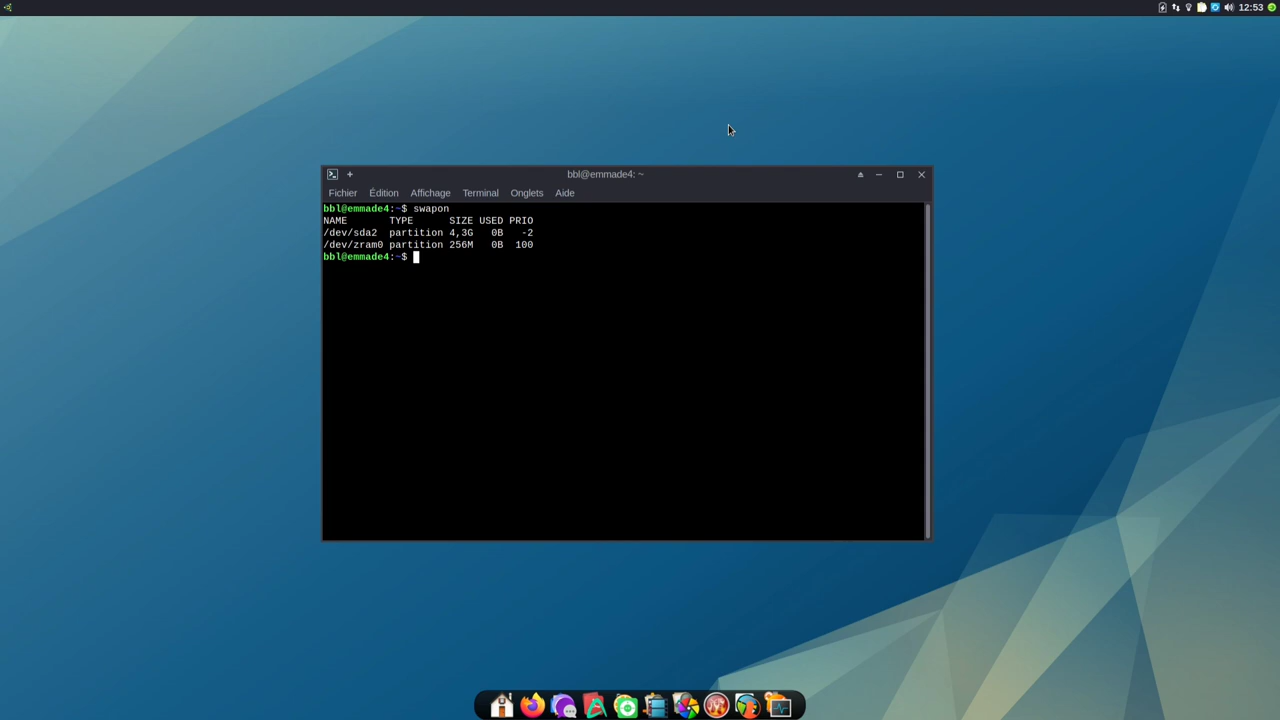 12:53
bbl@emmade4: ~
Fichier Édition Affichage Terminal Onglets Aide
bbl@emmade4:~$ swapon
NAME       TYPE      SIZE USED PRIO
/dev/sda2  partition 4,3G   0B   -2
/dev/zram0 partition 256M   0B  100
bbl@emmade4:~$